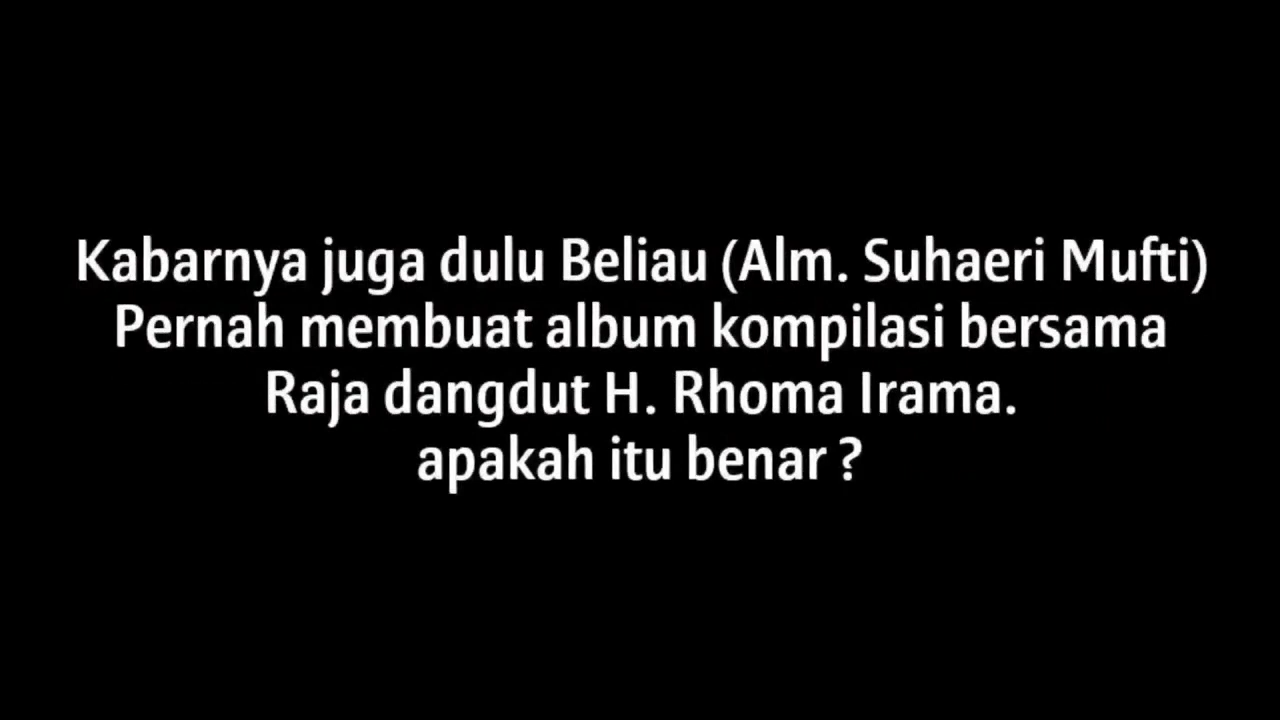 Kabarnya juga dulu Beliau (Alm. Suhaeri Mufti)
Pernah membuat album kompilasi bersama
Raja dangdut H. Rhoma Irama.
apakah itu benar ?